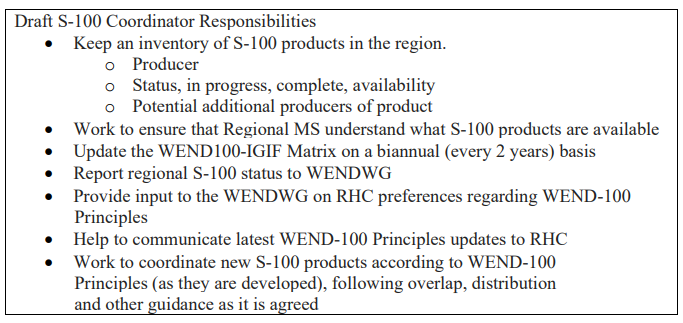 Draft S-100 Coordinator Responsibilities
• Keep an inventory of S-100 products in the region.
o Producer
o Status, in progress, complete, availability
o Potential additional producers of product
• Work to ensure that Regional MS understand what S-100 products are available
• Update the WEND100-IGIF Matrix on a biannual (every 2 years) basis
• Report regional S-100 status to WENDWG
• Provide input to the WENDWG on RHC preferences regarding WEND-100
Principles
• Help to communicate latest WEND-100 Principles updates to RHC
• Work to coordinate new S-100 products according to WEND-100
Principles (as they are developed), following overlap, distribution
and other guidance as it is agreed